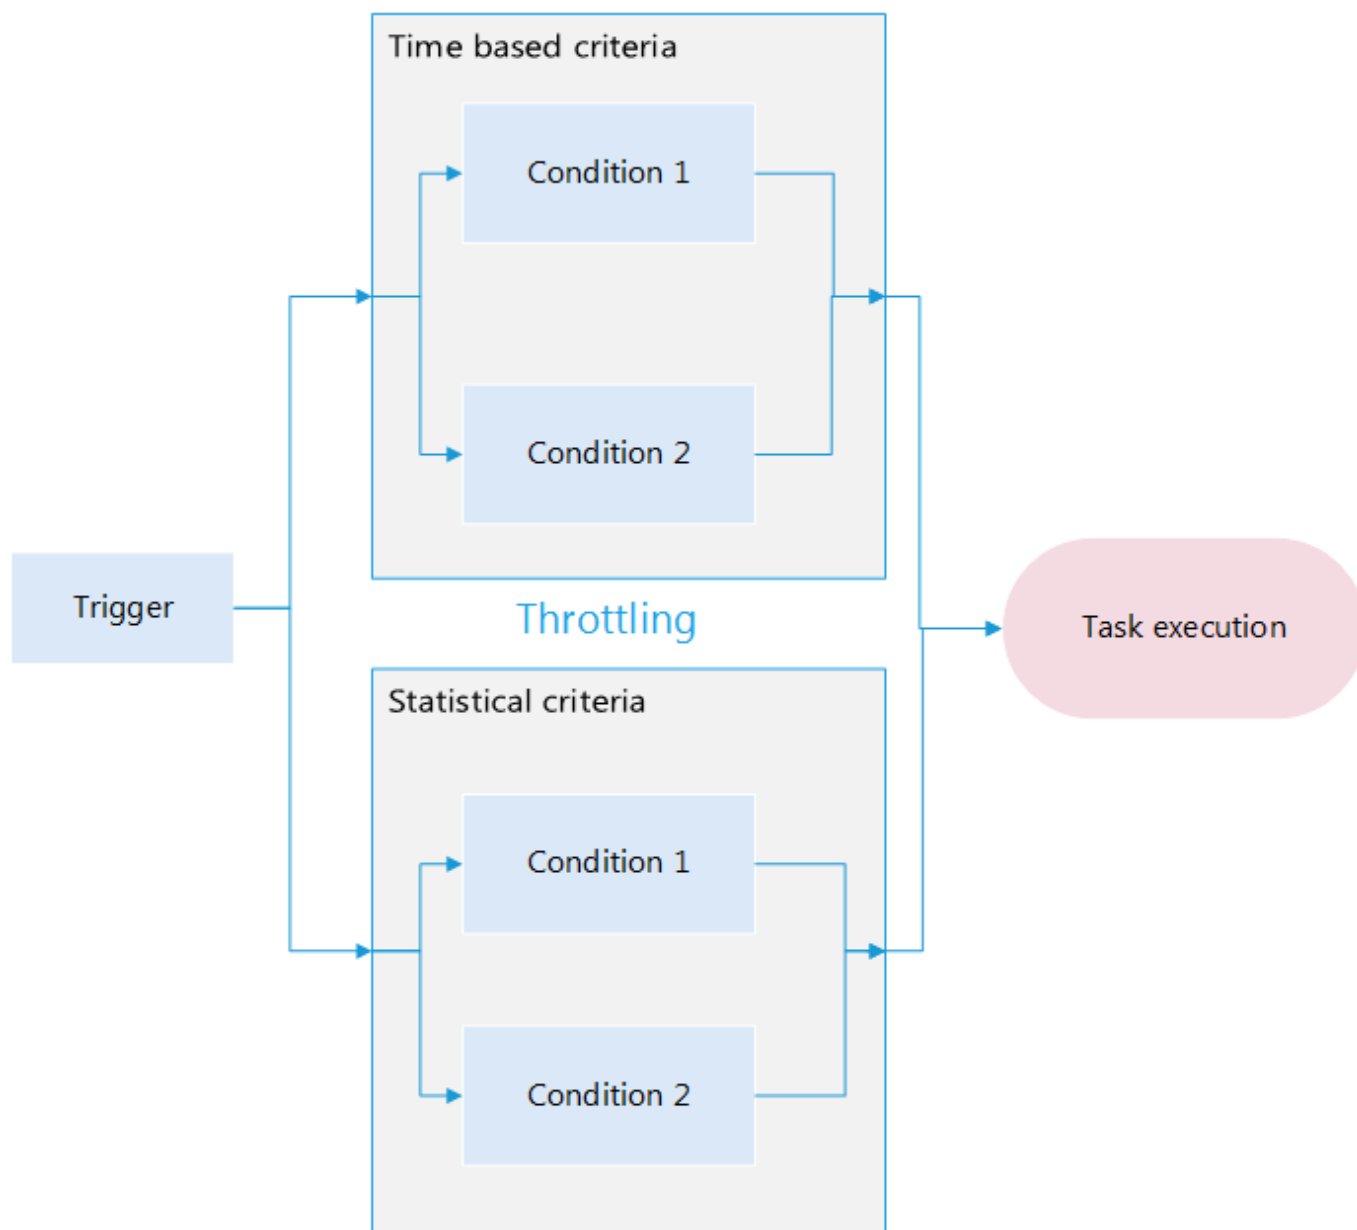 Time based criteria
Condition 1
Condition 2
Trigger
Throttling
Task execution
Statistical criteria
Condition 1
Condition 2